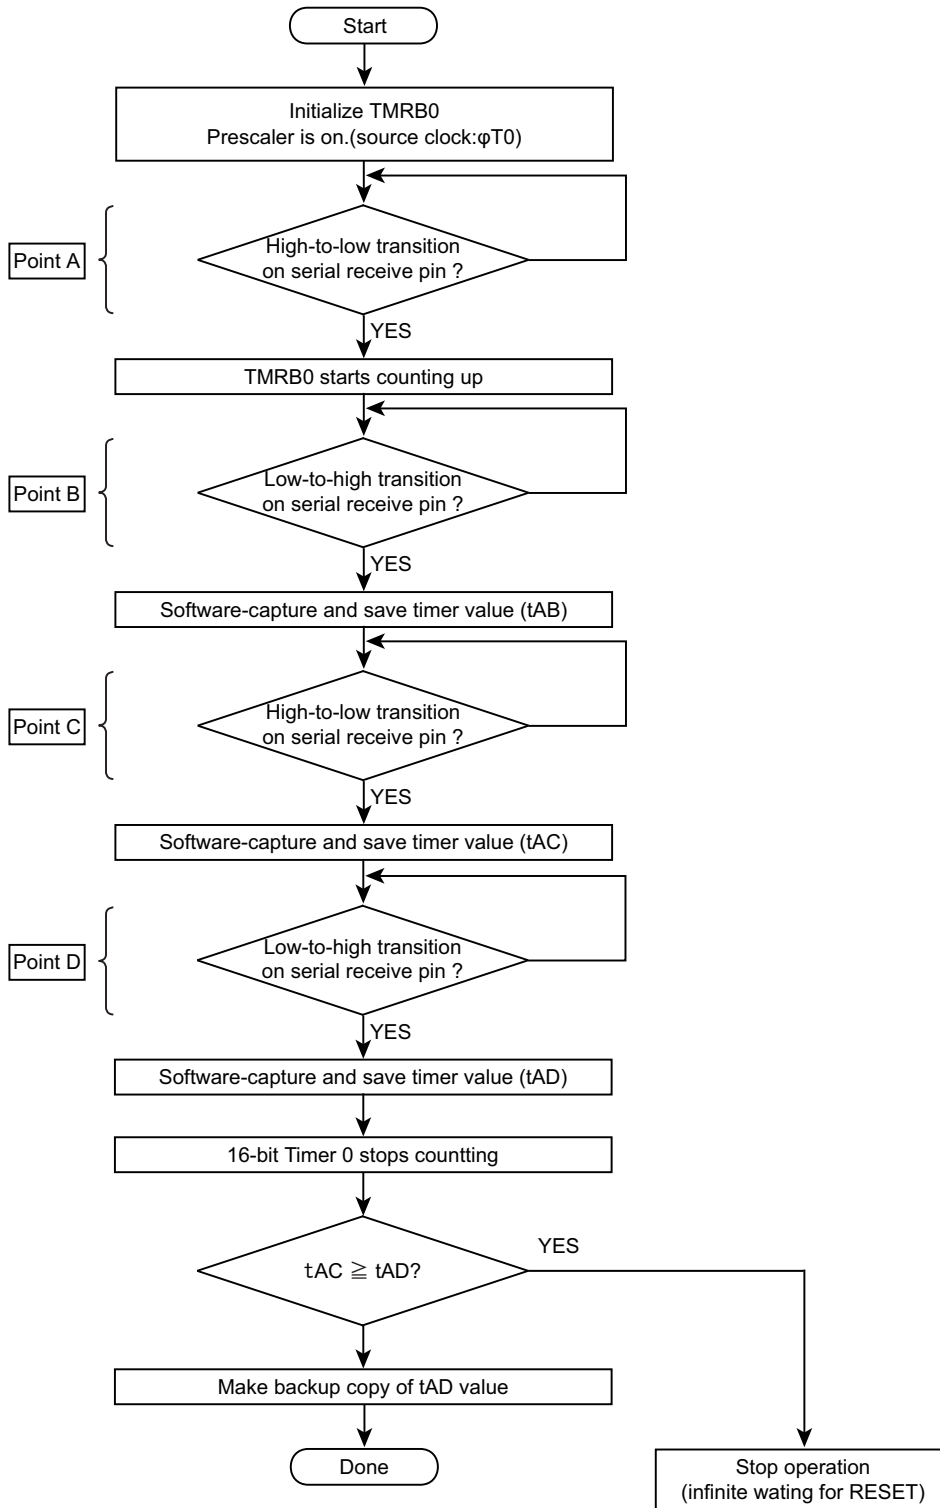 Start
Initialize TMRB0
Prescaler is on.(source clock:φT0)
Point A
High-to-low transition
on serial receive pin ?
YES
TMRB0 starts counting up
Point B
Low-to-high transition
on serial receive pin ?
YES
Software-capture and save timer value (tAB)
Point C
High-to-low transition
on serial receive pin ?
YES
Software-capture and save timer value (tAC)
Point D
Low-to-high transition
on serial receive pin ?
YES
Software-capture and save timer value (tAD)
16-bit Timer 0 stops countting
tAC ≧ tAD?
YES
Make backup copy of tAD value
Done
Stop operation
(infinite wating for RESET)